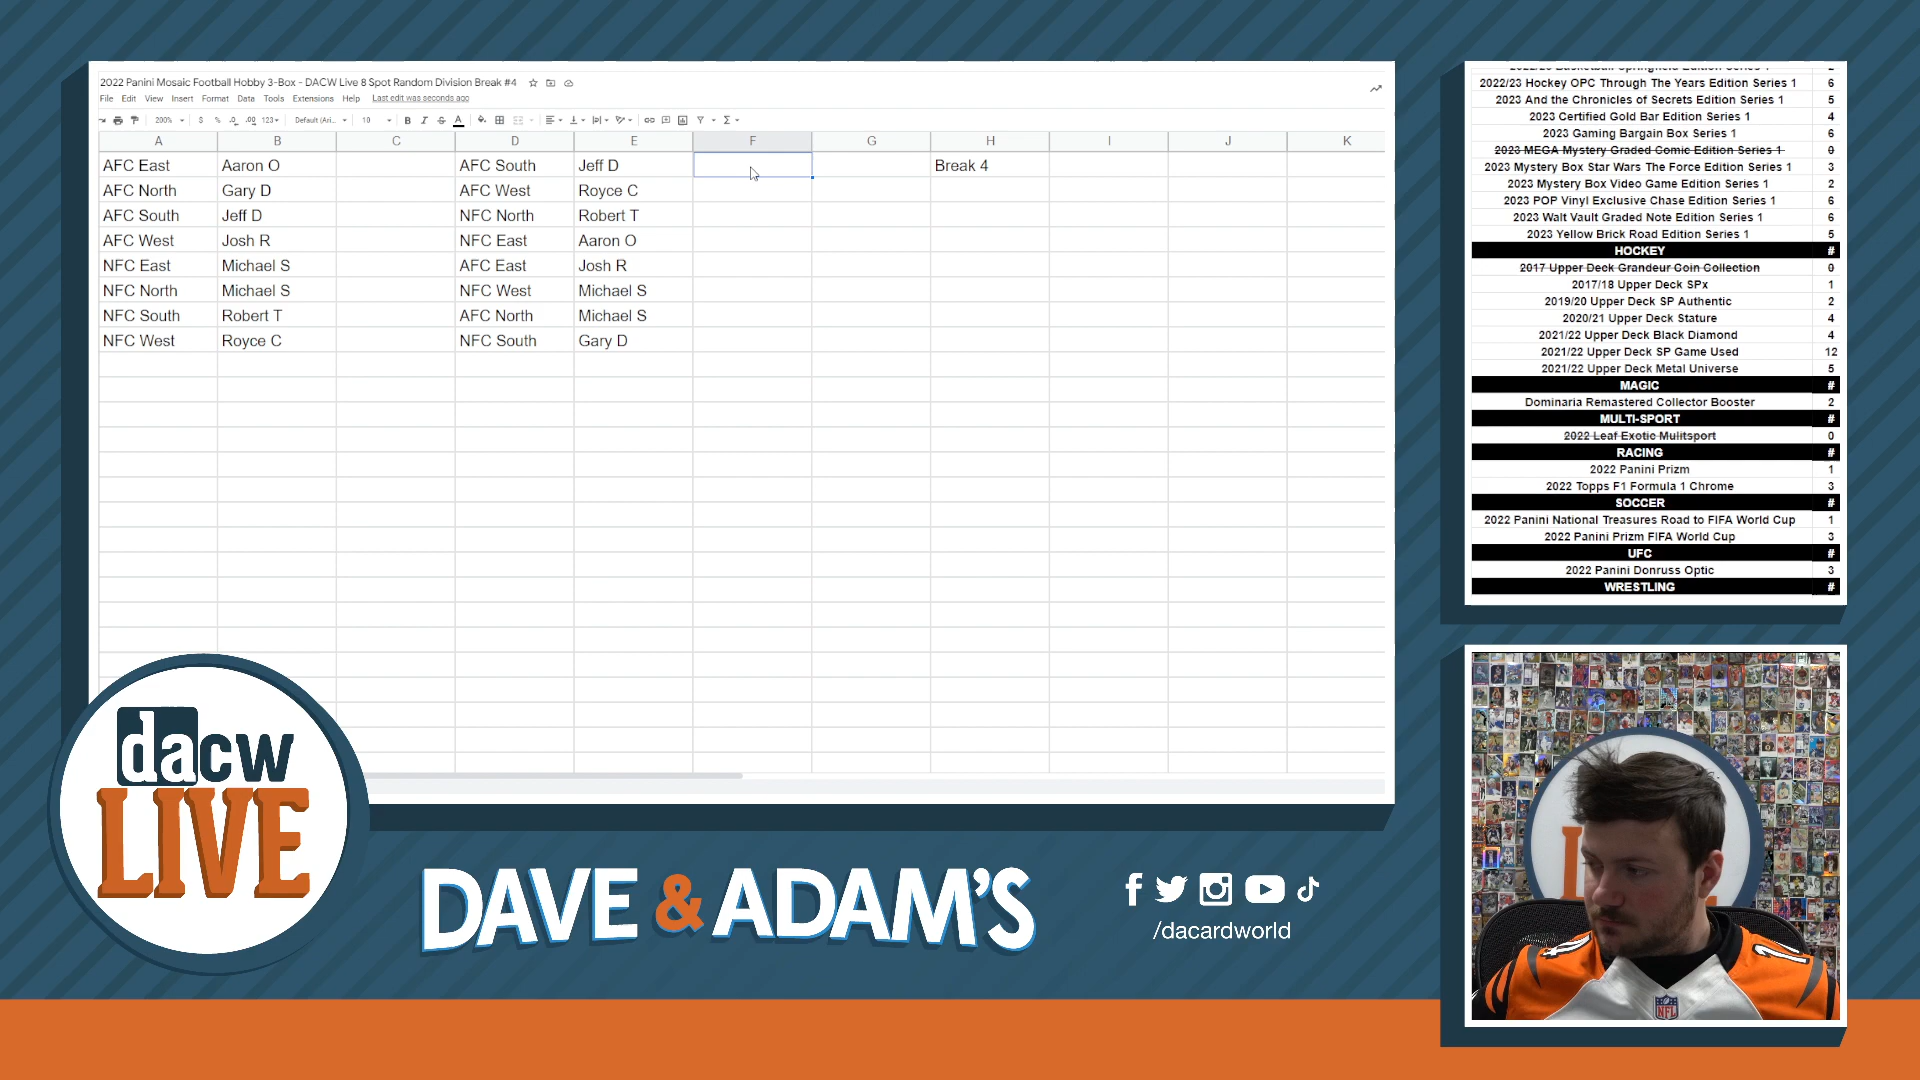 2022 Panini Mosaic Football Hobby 3-Box - DACW Live 8 Spot Random Division Break #4
File Edit View Insert Format Data Tools Extensions Help Last edit was seconds ago
200% $ % .0 .00 123 Default (Ari... 10 B I S A
A B C D E F G H I J K
AFC East Aaron O AFC South Jeff D Break 4
AFC North Gary D AFC West Royce C
AFC South Jeff D NFC North Robert T
AFC West Josh R NFC East Aaron O
NFC East Michael S AFC East Josh R
NFC North Michael S NFC West Michael S
NFC South Robert T AFC North Michael S
NFC West Royce C NFC South Gary D
2022/23 Hockey OPC Through The Years Edition Series 1 6
2023 And the Chronicles of Secrets Edition Series 1 5
2023 Certified Gold Bar Edition Series 1 4
2023 Gaming Bargain Box Series 1 6
2023 MEGA Mystery Graded Comic Edition Series 1 0
2023 Mystery Box Star Wars The Force Edition Series 1 3
2023 Mystery Box Video Game Edition Series 1 2
2023 POP Vinyl Exclusive Chase Edition Series 1 6
2023 Walt Vault Graded Note Edition Series 1 6
2023 Yellow Brick Road Edition Series 1 5
HOCKEY #
2017 Upper Deck Grandeur Coin Collection 0
2017/18 Upper Deck SPx 1
2019/20 Upper Deck SP Authentic 2
2020/21 Upper Deck Stature 4
2021/22 Upper Deck Black Diamond 4
2021/22 Upper Deck SP Game Used 12
2021/22 Upper Deck Metal Universe 5
MAGIC #
Dominaria Remastered Collector Booster 2
MULTI-SPORT #
2022 Leaf Exotic Mulitsport 0
RACING #
2022 Panini Prizm 1
2022 Topps F1 Formula 1 Chrome 3
SOCCER #
2022 Panini National Treasures Road to FIFA World Cup 1
2022 Panini Prizm FIFA World Cup 3
UFC #
2022 Panini Donruss Optic 3
WRESTLING #
dacw
LIVE
DAVE & ADAM'S
/dacardworld
NFL